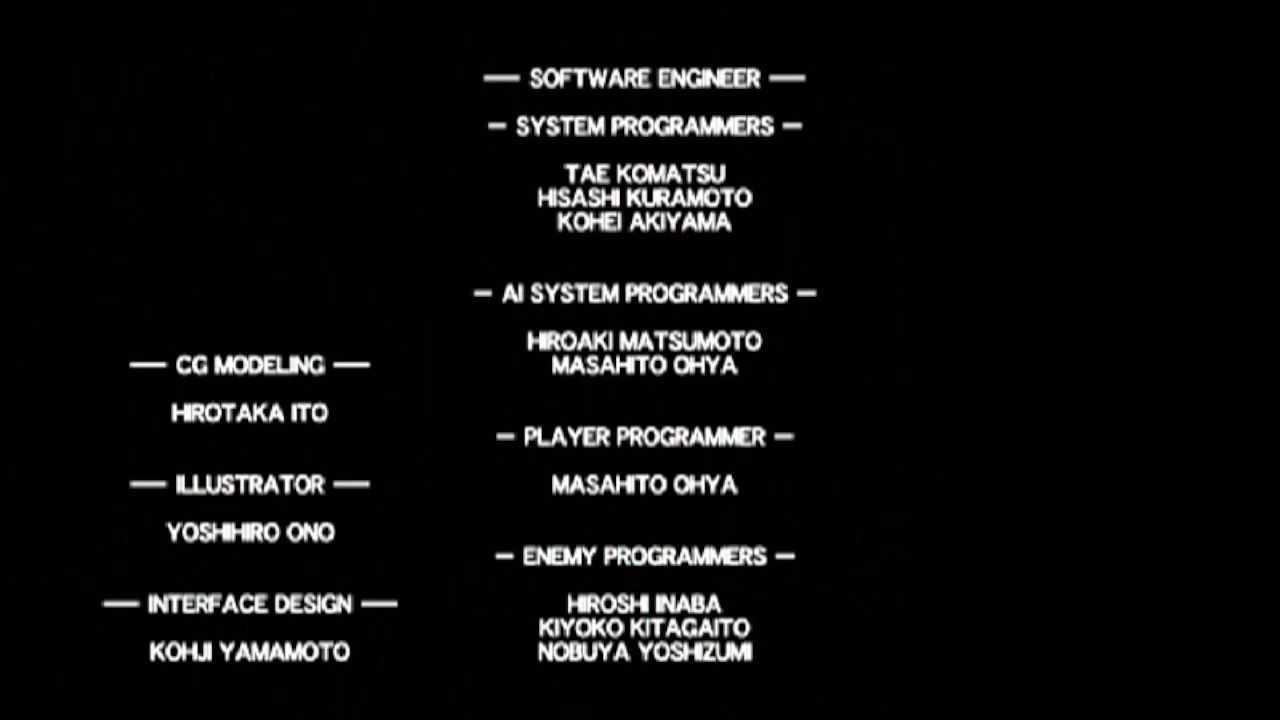 — CG MODELING —
HIROTAKA ITO
— ILLUSTRATOR —
YOSHIHIRO ONO
— INTERFACE DESIGN —
KOHJI YAMAMOTO
— SOFTWARE ENGINEER —
— SYSTEM PROGRAMMERS —
TAE KOMATSU
HISASHI KURAMOTO
KOHEI AKIYAMA
— AI SYSTEM PROGRAMMERS —
HIROAKI MATSUMOTO
MASAHITO OHYA
— PLAYER PROGRAMMER —
MASAHITO OHYA
— ENEMY PROGRAMMERS —
HIROSHI INABA
KIYOKO KITAGAITO
NOBUYA YOSHIZUMI